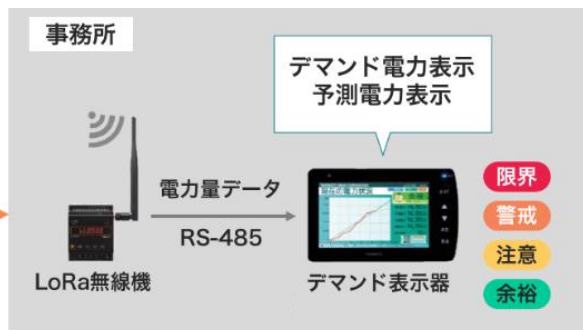 事務所
デマンド電力表示
予測電力表示
電力量データ
RS-485
LoRa無線機
デマンド表示器
限界
警戒
注意
余裕